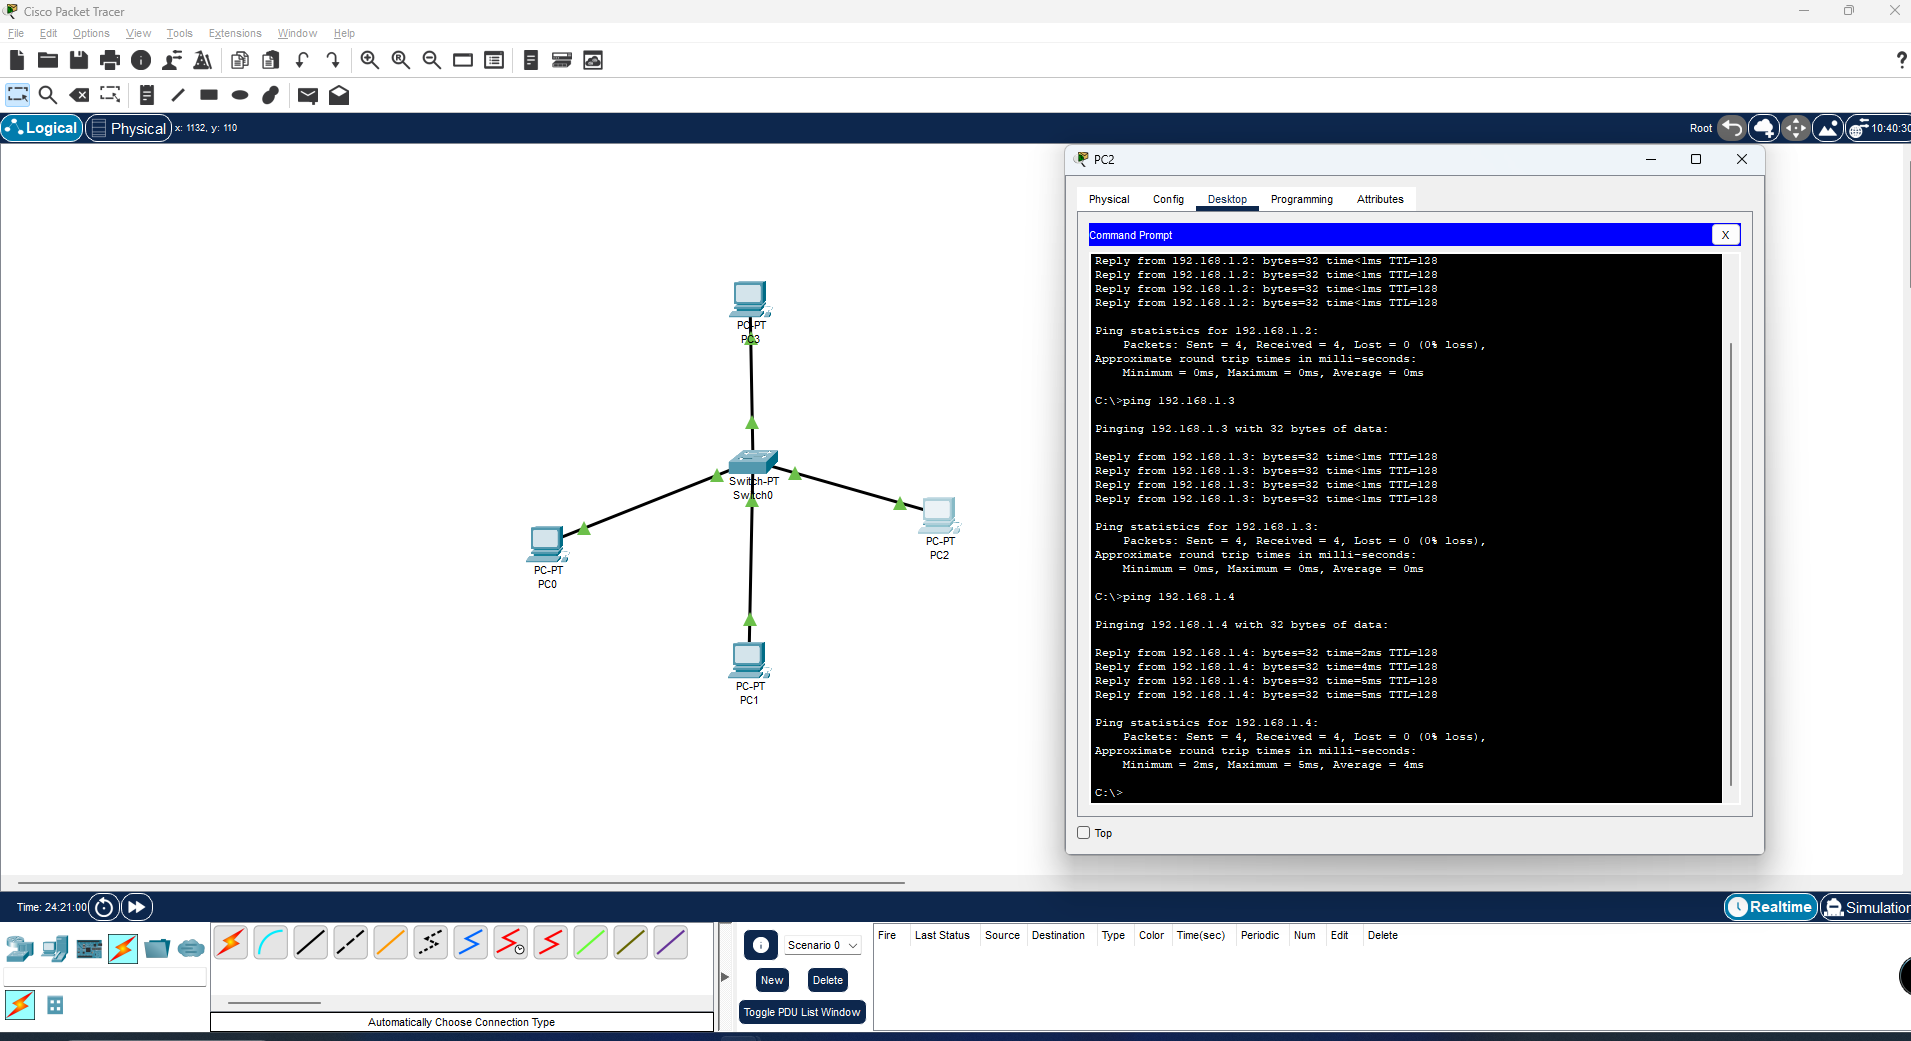 Cisco Packet Tracer
File Edit Options View Tools Extensions Window Help
?
Logical Physical x: 1132, y: 110
Root 10:40:30
PC2
Physical Config Desktop Programming Attributes
Command Prompt X
Reply from 192.168.1.2: bytes=32 time<1ms TTL=128
Reply from 192.168.1.2: bytes=32 time<1ms TTL=128
Reply from 192.168.1.2: bytes=32 time<1ms TTL=128
Reply from 192.168.1.2: bytes=32 time<1ms TTL=128
Ping statistics for 192.168.1.2:
Packets: Sent = 4, Received = 4, Lost = 0 (0% loss),
Approximate round trip times in milli-seconds:
Minimum = 0ms, Maximum = 0ms, Average = 0ms
C:\>ping 192.168.1.3
Pinging 192.168.1.3 with 32 bytes of data:
Reply from 192.168.1.3: bytes=32 time<1ms TTL=128
Reply from 192.168.1.3: bytes=32 time<1ms TTL=128
Reply from 192.168.1.3: bytes=32 time<1ms TTL=128
Reply from 192.168.1.3: bytes=32 time<1ms TTL=128
Ping statistics for 192.168.1.3:
Packets: Sent = 4, Received = 4, Lost = 0 (0% loss),
Approximate round trip times in milli-seconds:
Minimum = 0ms, Maximum = 0ms, Average = 0ms
C:\>ping 192.168.1.4
Pinging 192.168.1.4 with 32 bytes of data:
Reply from 192.168.1.4: bytes=32 time=2ms TTL=128
Reply from 192.168.1.4: bytes=32 time=4ms TTL=128
Reply from 192.168.1.4: bytes=32 time=5ms TTL=128
Reply from 192.168.1.4: bytes=32 time=5ms TTL=128
Ping statistics for 192.168.1.4:
Packets: Sent = 4, Received = 4, Lost = 0 (0% loss),
Approximate round trip times in milli-seconds:
Minimum = 2ms, Maximum = 5ms, Average = 4ms
C:\>
Top
PC-PT
PC3
Switch-PT
Switch0
PC-PT
PC2
PC-PT
PC0
PC-PT
PC1
Time: 24:21:00
Realtime Simulation
Scenario 0
New Delete
Toggle PDU List Window
Fire Last Status Source Destination Type Color Time(sec) Periodic Num Edit Delete
Automatically Choose Connection Type